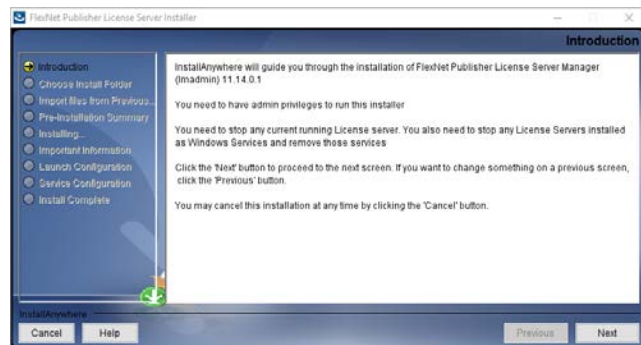 FlexNet Publisher License Server Installer
Introduction
Introduction
Choose Install Folder
Import files from Previous...
Pre-Installation Summary
Installing...
Important Information
Launch Configuration
Service Configuration
Install Complete
InstallAnywhere will guide you through the installation of FlexNet Publisher License Server Manager
(lmadmin) 11.14.0.1
You need to have admin privileges to run this installer
You need to stop any current running License server. You also need to stop any License Servers installed
as Windows Services and remove those services
Click the 'Next' button to proceed to the next screen. If you want to change something on a previous screen,
click the 'Previous' button.
You may cancel this installation at any time by clicking the 'Cancel' button.
InstallAnywhere
Cancel
Help
Previous
Next